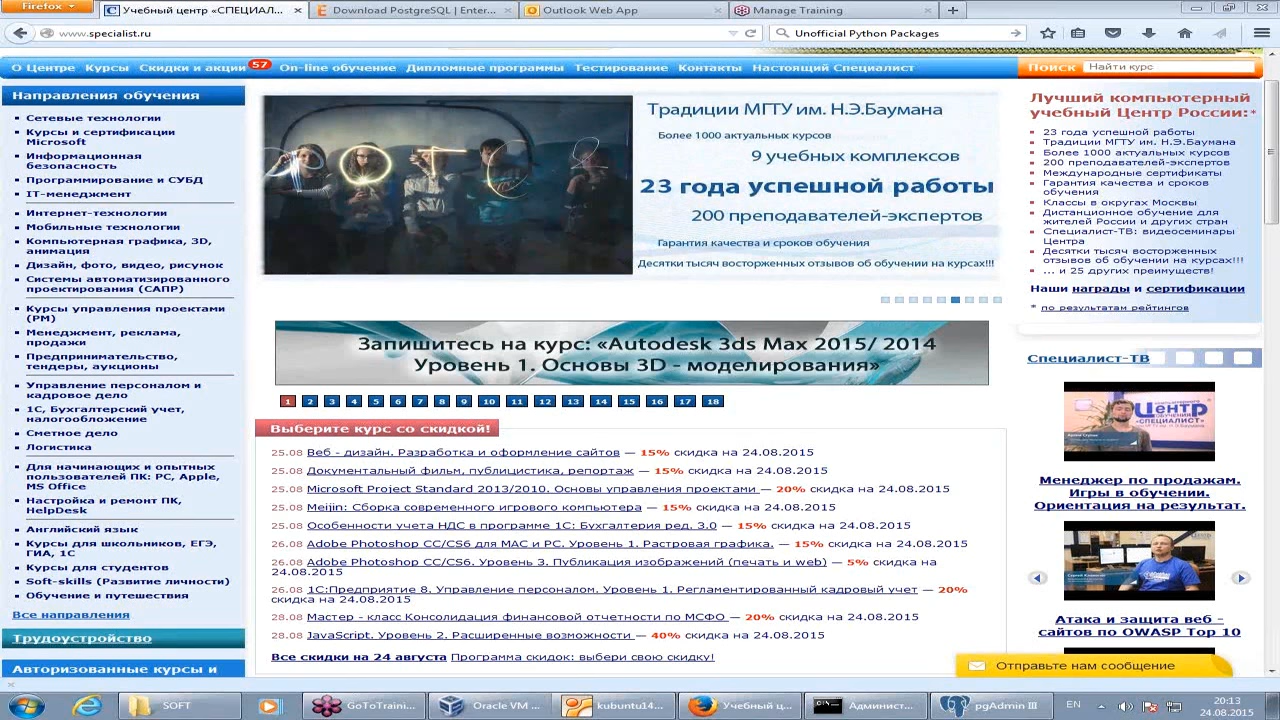 Firefox
Учебный центр «СПЕЦИАЛ...
Download PostgreSQL | Enter...
Outlook Web App
Manage Training
www.specialist.ru
Unofficial Python Packages
О Центре Курсы Скидки и акции 57 On-line обучение Дипломные программы Тестирование Контакты Настоящий Специалист
Поиск Найти курс
Направления обучения
Сетевые технологии
Курсы и сертификации
Microsoft
Информационная
безопасность
Программирование и СУБД
IT-менеджмент
Интернет-технологии
Мобильные технологии
Компьютерная графика, 3D,
анимация
Дизайн, фото, видео, рисунок
Системы автоматизированного
проектирования (САПР)
Курсы управления проектами
(PM)
Менеджмент, реклама,
продажи
Предпринимательство,
тендеры, аукционы
Управление персоналом и
кадровое дело
1С, Бухгалтерский учет,
налогообложение
Сметное дело
Логистика
Для начинающих и опытных
пользователей ПК: PC, Apple,
MS Office
Настройка и ремонт ПК,
HelpDesk
Английский язык
Курсы для школьников, ЕГЭ,
ГИА, 1С
Курсы для студентов
Soft-skills (Развитие личности)
Обучение и путешествия
Все направления
Трудоустройство
Авторизованные курсы и
Традиции МГТУ им. Н.Э.Баумана
Более 1000 актуальных курсов
9 учебных комплексов
23 года успешной работы
200 преподавателей-экспертов
Гарантия качества и сроков обучения
Десятки тысяч восторженных отзывов об обучении на курсах!!!
Запишитесь на курс: «Autodesk 3ds Max 2015/ 2014
Уровень 1. Основы 3D - моделирования»
1 2 3 4 5 6 7 8 9 10 11 12 13 14 15 16 17 18
Выберите курс со скидкой!
25.08 Веб - дизайн. Разработка и оформление сайтов — 15% скидка на 24.08.2015
25.08 Документальный фильм, публицистика, репортаж — 15% скидка на 24.08.2015
25.08 Microsoft Project Standard 2013/2010. Основы управления проектами — 20% скидка на 24.08.2015
25.08 Meijin: Сборка современного игрового компьютера — 15% скидка на 24.08.2015
25.08 Особенности учета НДС в программе 1С: Бухгалтерия ред. 3.0 — 15% скидка на 24.08.2015
25.08 Adobe Photoshop CC/CS6 для MAC и PC. Уровень 1. Растровая графика. — 15% скидка на 24.08.2015
26.08 Adobe Photoshop CC/CS6. Уровень 3. Публикация изображений (печать и web) — 5% скидка на
24.08.2015
26.08 1С:Предприятие 8. Управление персоналом. Уровень 1. Регламентированный кадровый учет — 20%
скидка на 24.08.2015
28.08 Мастер - класс Консолидация финансовой отчетности по МСФО — 20% скидка на 24.08.2015
28.08 JavaScript. Уровень 2. Расширенные возможности — 40% скидка на 24.08.2015
Все скидки на 24 августа Программа скидок: выбери свою скидку!
Лучший компьютерный
учебный Центр России:*
23 года успешной работы
Традиции МГТУ им. Н.Э.Баумана
Более 1000 актуальных курсов
200 преподавателей-экспертов
Международные сертификаты
Гарантия качества и сроков
обучения
Классы в округах Москвы
Дистанционное обучение для
жителей России и других стран
Специалист-ТВ: видеосеминары
Центра
Десятки тысяч восторженных
отзывов об обучении на курсах!!!
... и 25 других преимуществ!
Наши награды и сертификации
* по результатам рейтингов
Специалист-ТВ
Центр
обучения
«СПЕЦИАЛИСТ»
Менеджер по продажам.
Игры в обучении.
Ориентация на результат.
Атака и защита веб -
сайтов по OWASP Top 10
Отправьте нам сообщение
SOFT
GoToTraini...
Oracle VM ...
kubuntu14...
Учебный ц...
Админист...
pgAdmin III
EN
20:13
24.08.2015